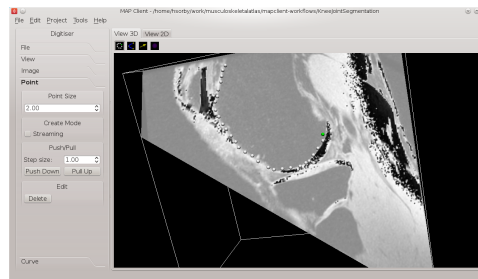 MAP Client - /home/hsorby/work/musculoskeletalatlas/mapclient-workflows/KneeJointSegmentation
File Edit Project Tools Help
Digitiser
View 3D View 2D
File
View
Image
Point
Point Size
2.00
Create Mode
Streaming
Push/Pull
Step size: 1.00
Push Down Pull Up
Edit
Delete
Curve